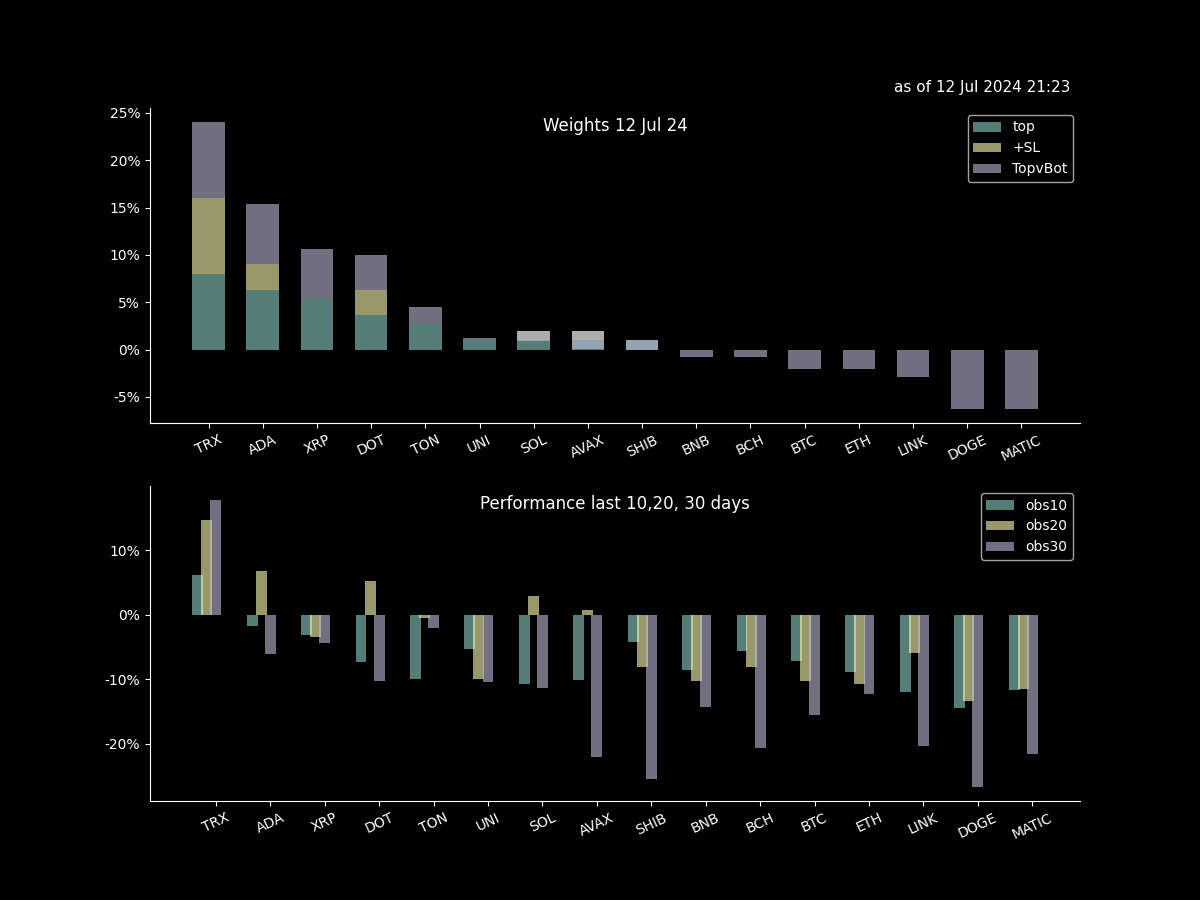 as of 12 Jul 2024 21:23
Weights 12 Jul 24
top
+SL
TopvBot
25%
20%
15%
10%
5%
0%
-5%
TRX ADA XRP DOT TON UNI SOL AVAX SHIB BNB BCH BTC ETH LINK DOGE MATIC
Performance last 10,20, 30 days
obs10
obs20
obs30
10%
0%
-10%
-20%
TRX ADA XRP DOT TON UNI SOL AVAX SHIB BNB BCH BTC ETH LINK DOGE MATIC